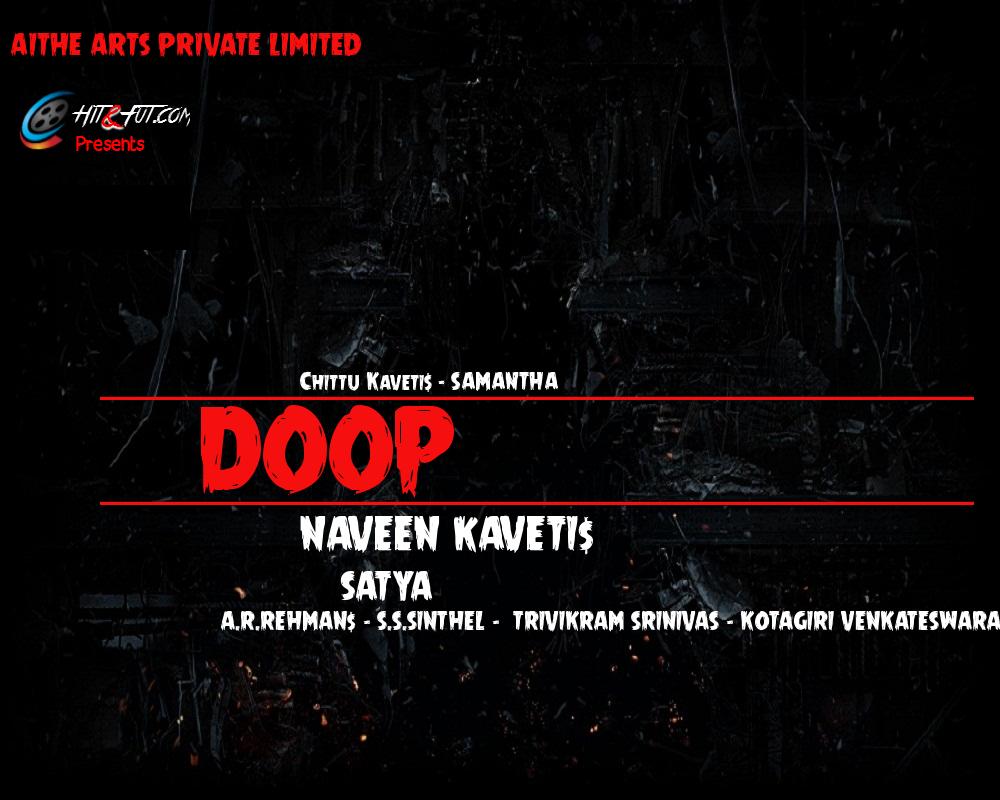 AITHE ARTS PRIVATE LIMITED
HIT&FUT.COM
Presents
CHITTU KAVETI$ - SAMANTHA
DOOP
NAVEEN KAVETI$
SATYA
A.R.REHMAN$ - S.S.SINTHEL - TRIVIKRAM SRINIVAS - KOTAGIRI VENKATESWARA